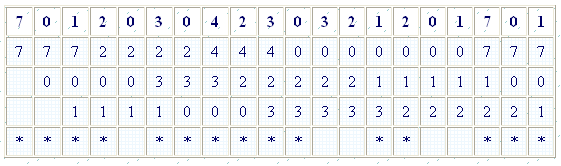 7 0 1 2 0 3 0 4 2 3 0 3 2 1 2 0 1 7 0 1
7 7 7 2 2 2 2 4 4 4 0 0 0 0 0 0 0 7 7 7
0 0 0 0 3 3 3 2 2 2 2 2 1 1 1 1 1 0 0
1 1 1 1 0 0 0 3 3 3 3 3 2 2 2 2 2 1
* * * * * * * * * * * * * * *